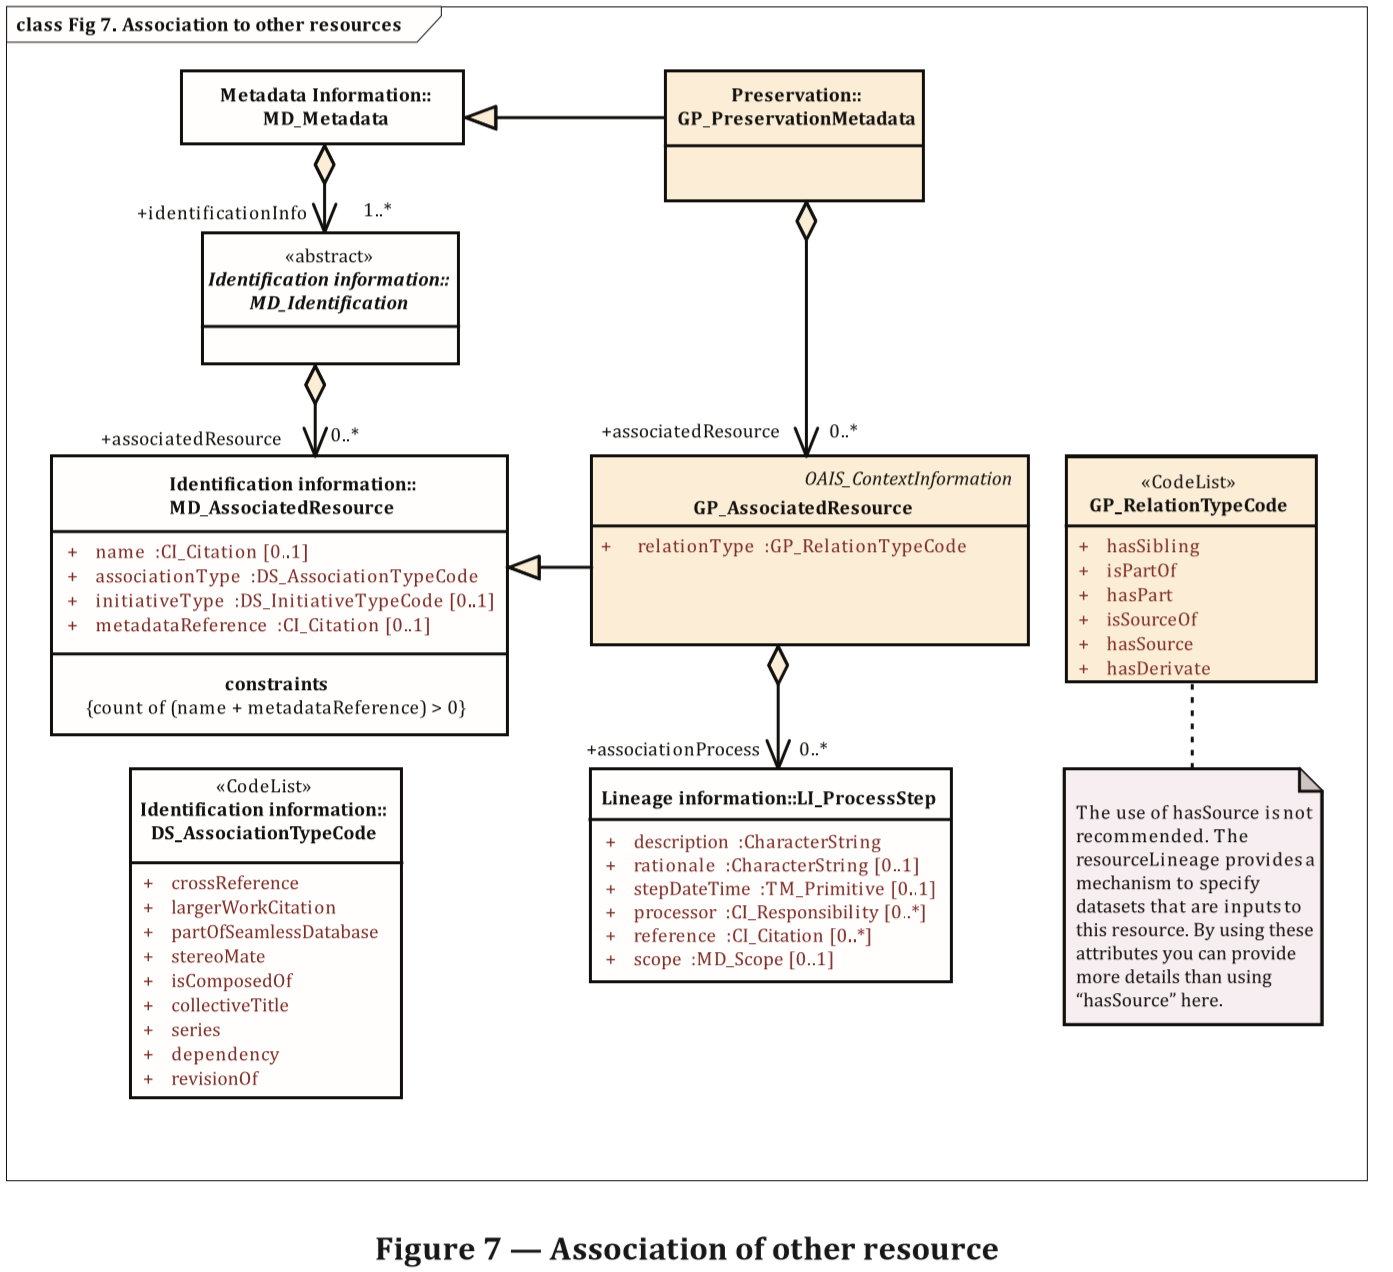 class Fig 7. Association to other resources
Metadata Information::
MD_Metadata
Preservation::
GP_PreservationMetadata
+identificationInfo
1..*
«abstract»
Identification information::
MD_Identification
+associatedResource
0..*
+associatedResource
0..*
Identification information::
MD_AssociatedResource
+ name :CI_Citation [0..1]
+ associationType :DS_AssociationTypeCode
+ initiativeType :DS_InitiativeTypeCode [0..1]
+ metadataReference :CI_Citation [0..1]
constraints
{count of (name + metadataReference) > 0}
OAIS_ContextInformation
GP_AssociatedResource
+ relationType :GP_RelationTypeCode
«CodeList»
GP_RelationTypeCode
+ hasSibling
+ isPartOf
+ hasPart
+ isSourceOf
+ hasSource
+ hasDerivate
+associationProcess
0..*
«CodeList»
Identification information::
DS_AssociationTypeCode
+ crossReference
+ largerWorkCitation
+ partOfSeamlessDatabase
+ stereoMate
+ isComposedOf
+ collectiveTitle
+ series
+ dependency
+ revisionOf
Lineage information::LI_ProcessStep
+ description :CharacterString
+ rationale :CharacterString [0..1]
+ stepDateTime :TM_Primitive [0..1]
+ processor :CI_Responsibility [0..*]
+ reference :CI_Citation [0..*]
+ scope :MD_Scope [0..1]
The use of hasSource is not
recommended. The
resourceLineage provides a
mechanism to specify
datasets that are inputs to
this resource. By using these
attributes you can provide
more details than using
“hasSource” here.
Figure 7 — Association of other resource